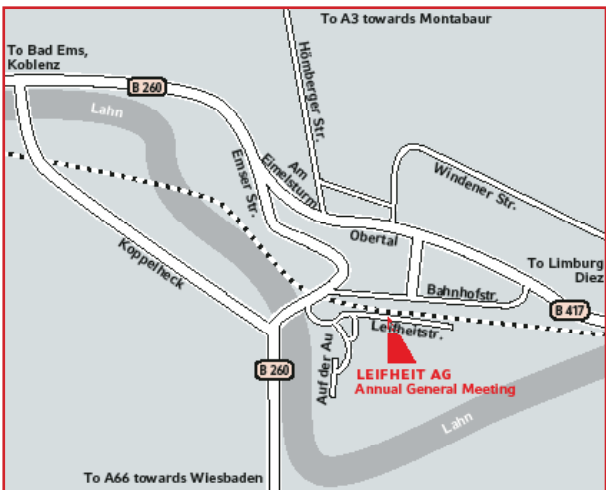 To A3 towards Montabaur
To Bad Ems,
Koblenz
B 260
Lahn
Hömberger Str.
Am
Eimelsturm
Emser Str.
Windener Str.
Koppelheck
Obertal
To Limburg
Diez
Bahnhofstr.
B 417
Leifheitstr.
Auf der Au
B 260
LEIFHEIT AG
Annual General Meeting
Lahn
To A66 towards Wiesbaden